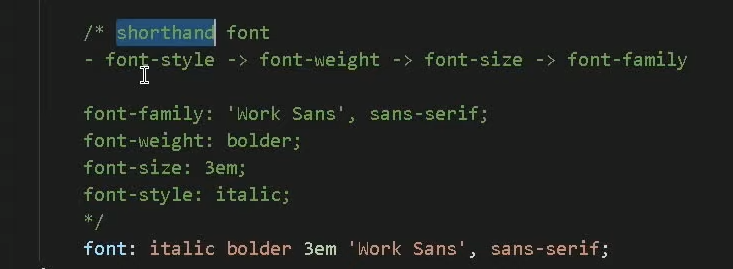 /* shorthand font
- font-style -> font-weight -> font-size -> font-family
font-family: 'Work Sans', sans-serif;
font-weight: bolder;
font-size: 3em;
font-style: italic;
*/
font: italic bolder 3em 'Work Sans', sans-serif;